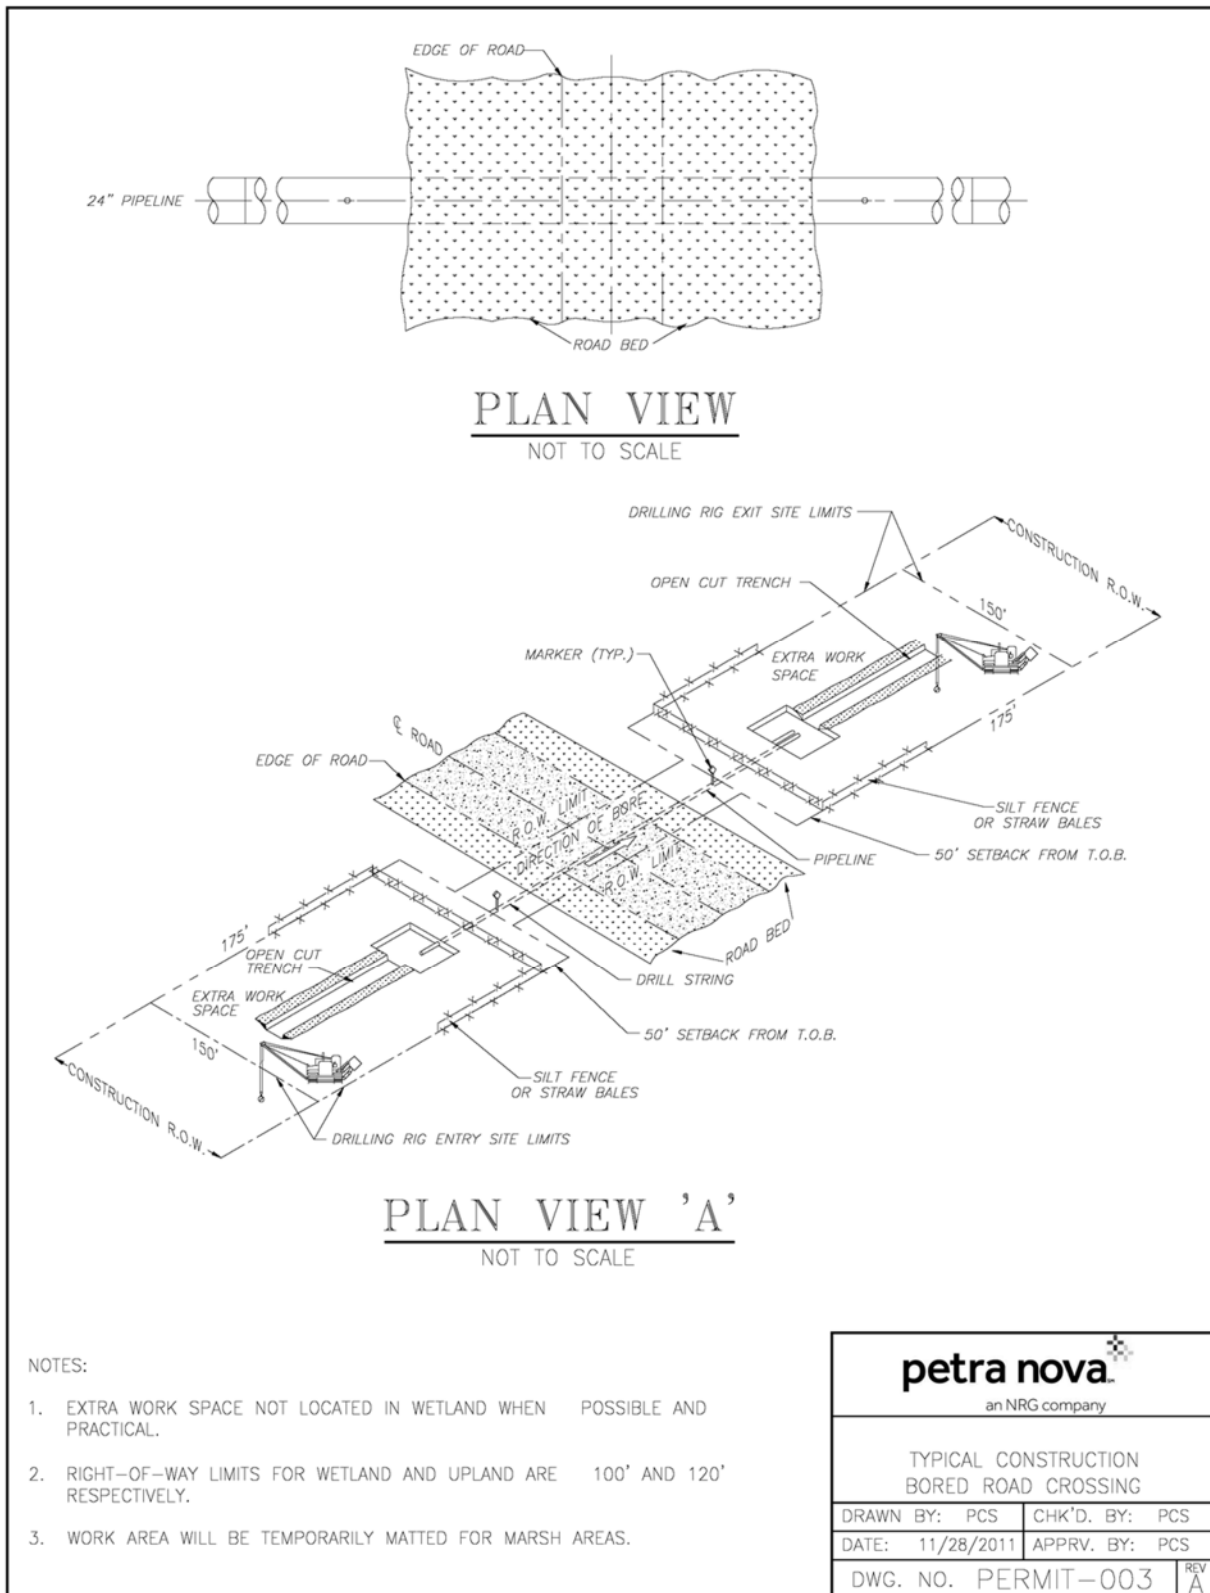 EDGE OF ROAD
24" PIPELINE
ROAD BED
PLAN VIEW
NOT TO SCALE
DRILLING RIG EXIT SITE LIMITS
CONSTRUCTION R.O.W.
OPEN CUT TRENCH
150'
MARKER (TYP.)
EXTRA WORK
SPACE
175'
℄ ROAD
EDGE OF ROAD
R.O.W. LIMIT
DIRECTION OF BORE
R.O.W. LIMIT
SILT FENCE
OR STRAW BALES
PIPELINE
50' SETBACK FROM T.O.B.
ROAD BED
175'
OPEN CUT
TRENCH
DRILL STRING
EXTRA WORK
SPACE
50' SETBACK FROM T.O.B.
150'
SILT FENCE
OR STRAW BALES
CONSTRUCTION R.O.W.
DRILLING RIG ENTRY SITE LIMITS
PLAN VIEW 'A'
NOT TO SCALE
NOTES:
1. EXTRA WORK SPACE NOT LOCATED IN WETLAND WHEN POSSIBLE AND
PRACTICAL.
2. RIGHT-OF-WAY LIMITS FOR WETLAND AND UPLAND ARE 100' AND 120'
RESPECTIVELY.
3. WORK AREA WILL BE TEMPORARILY MATTED FOR MARSH AREAS.
petra nova
an NRG company
TYPICAL CONSTRUCTION
BORED ROAD CROSSING
DRAWN BY: PCS CHK'D. BY: PCS
DATE: 11/28/2011 APPRV. BY: PCS
DWG. NO. PERMIT-003 REV A